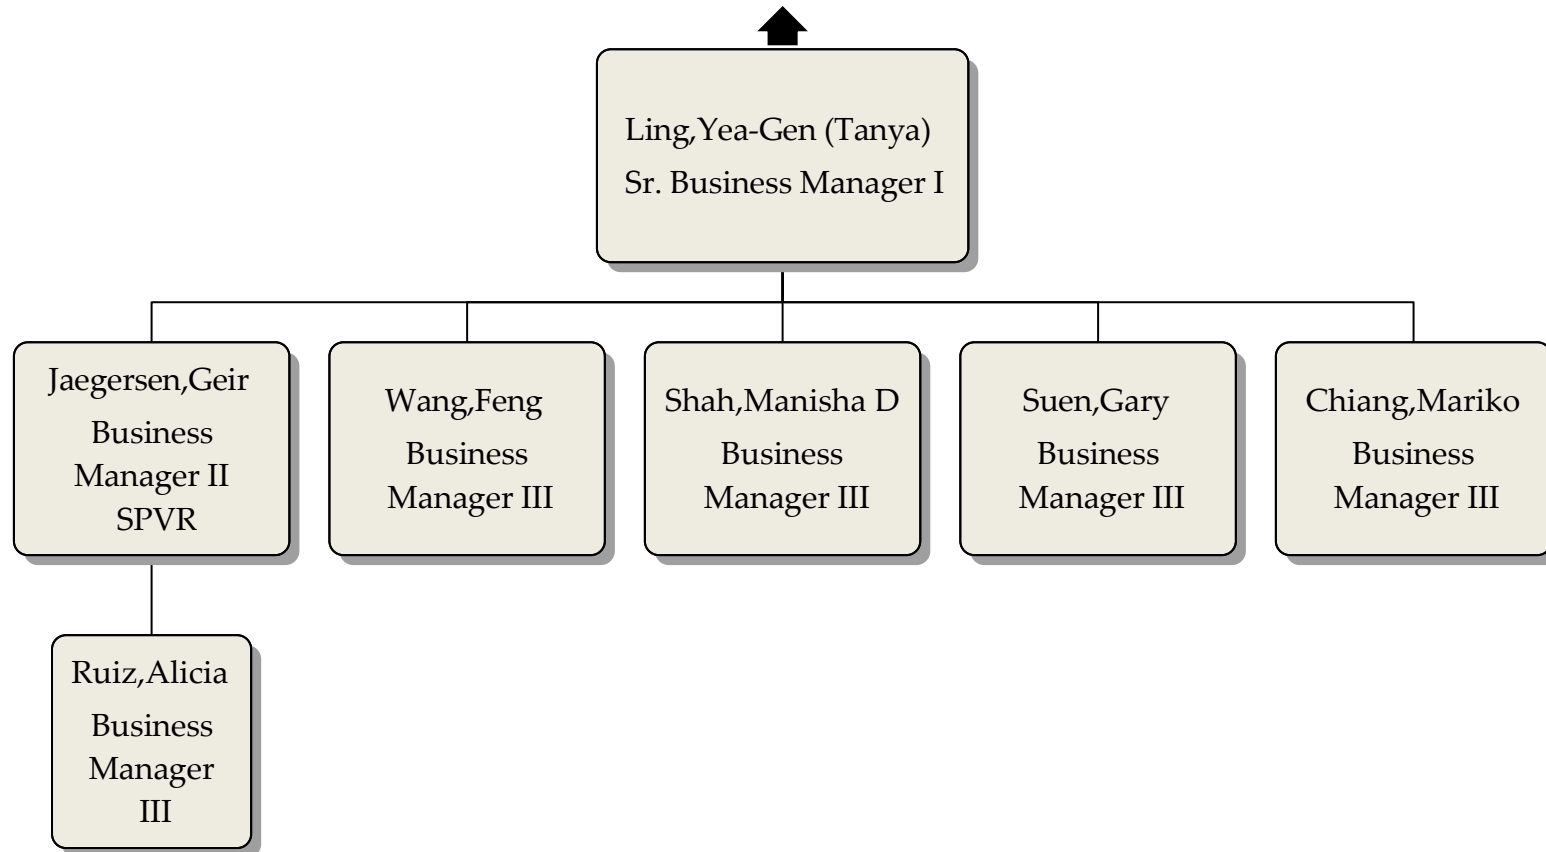 Ling,Yea-Gen (Tanya)
Sr. Business Manager I
Jaegersen,Geir
Business
Manager II
SPVR
Wang,Feng
Business
Manager III
Shah,Manisha D
Business
Manager III
Suen,Gary
Business
Manager III
Chiang,Mariko
Business
Manager III
Ruiz,Alicia
Business
Manager
III